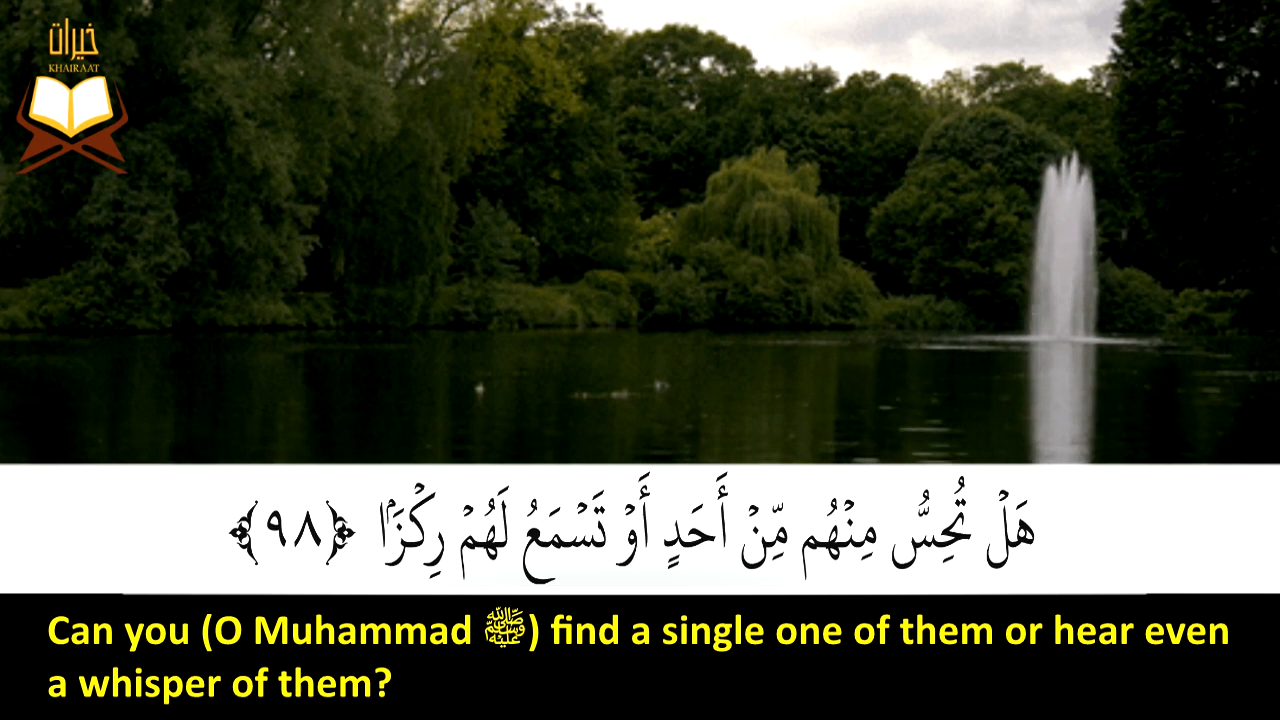 خيرات
KHAIRAAT
هَلْ تُحِسُّ مِنْهُم مِّنْ أَحَدٍ أَوْ تَسْمَعُ لَهُمْ رِكْزًۢا ﴿٩٨﴾
Can you (O Muhammad ﷺ) find a single one of them or hear even
a whisper of them?